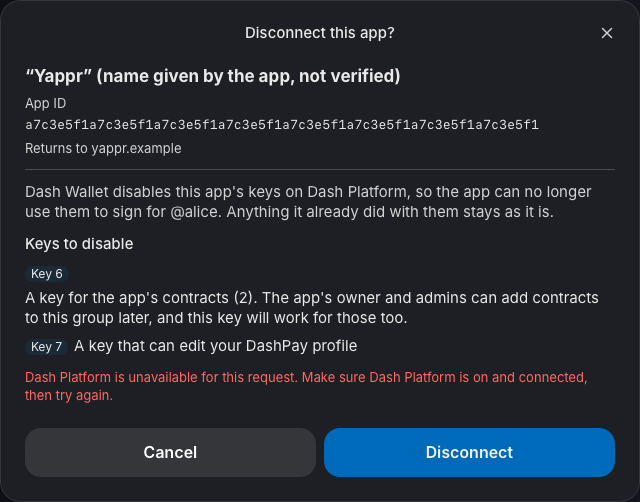 Disconnect this app?
“Yappr” (name given by the app, not verified)
App ID
a7c3e5f1a7c3e5f1a7c3e5f1a7c3e5f1a7c3e5f1a7c3e5f1a7c3e5f1a7c3e5f1
Returns to yappr.example
Dash Wallet disables this app's keys on Dash Platform, so the app can no longer
use them to sign for @alice. Anything it already did with them stays as it is.
Keys to disable
Key 6
A key for the app's contracts (2). The app's owner and admins can add contracts
to this group later, and this key will work for those too.
Key 7 A key that can edit your DashPay profile
Dash Platform is unavailable for this request. Make sure Dash Platform is on and connected,
then try again.
Cancel Disconnect